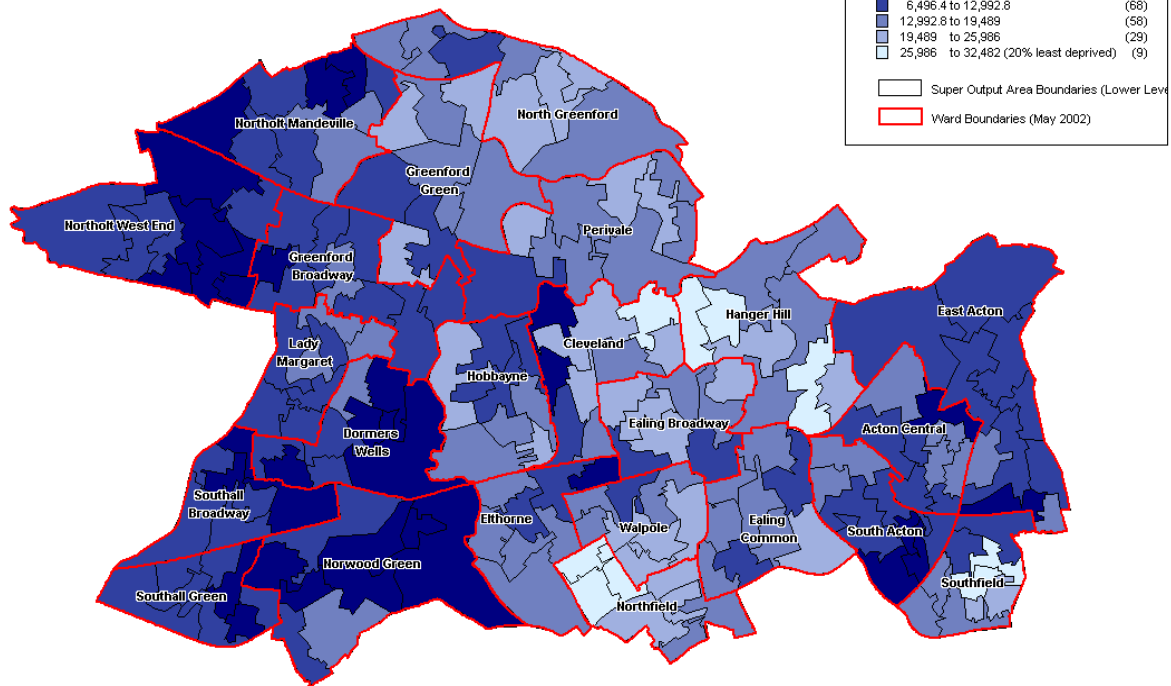 6,496.4 to 12,992.8 (68)
12,992.8 to 19,489 (58)
19,489 to 25,986 (29)
25,986 to 32,482 (20% least deprived) (9)
Super Output Area Boundaries (Lower Leve
Ward Boundaries (May 2002)
Northolt Mandeville
North Greenford
Greenford
Green
Northolt West End
Perivale
Greenford
Broadway
East Acton
Hanger Hill
Lady
Margaret
Cleveland
Hobbayne
Ealing Broadway
Acton Central
Dormers
Wells
Southall
Broadway
Elthorne
Walpole
Ealing
Common
South Acton
Norwood Green
Southfield
Southall Green
Northfield